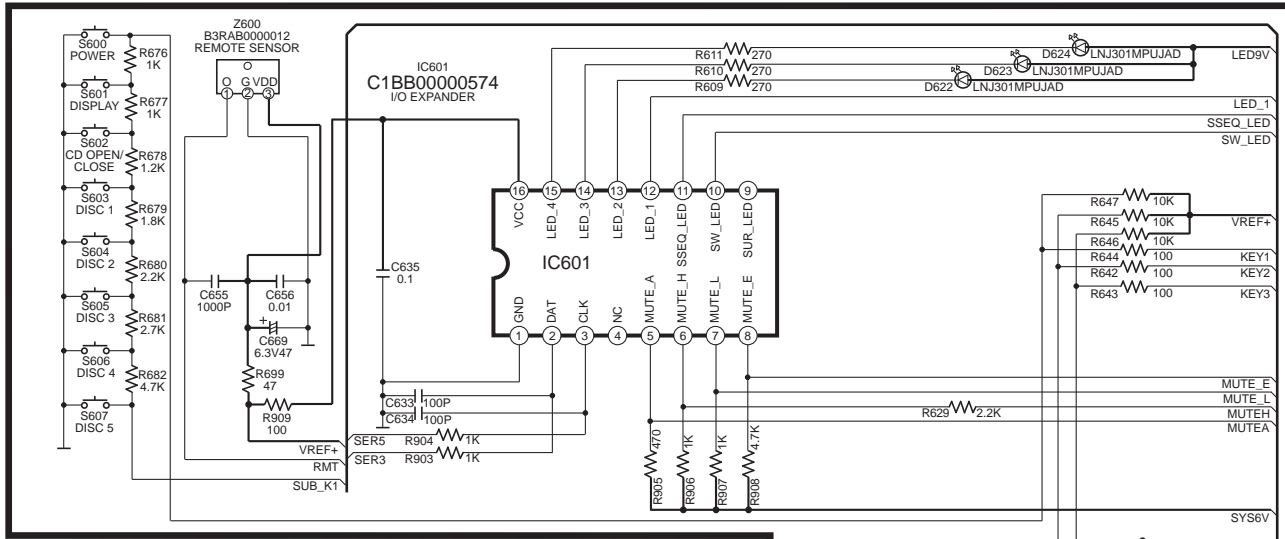 S600
POWER
R676
1K
S601
DISPLAY
R677
1K
S602
CD OPEN/
CLOSE
R678
1.2K
S603
DISC 1
R679
1.8K
S604
DISC 2
R680
2.2K
S605
DISC 3
R681
2.7K
S606
DISC 4
R682
4.7K
S607
DISC 5
Z600
B3RAB0000012
REMOTE SENSOR
O G VDD
1 2 3
C655
1000P
C656
0.01
+
C669
6.3V47
R699
47
R909
100
VREF+
RMT
SUB_K1
SER5
SER3
R904
1K
R903
1K
C635
0.1
C633
100P
C634
100P
IC601
C1BB00000574
I/O EXPANDER
16 15 14 13 12 11 10 9
VCC
LED_4
LED_3
LED_2
LED_1
SSEQ_LED
SW_LED
SUR_LED
IC601
GND
DAT
CLK
NC
MUTE_A
MUTE_H
MUTE_L
MUTE_E
1 2 3 4 5 6 7 8
R611
270
R610
270
R609
270
D624
LNJ301MPUJAD
D623
LNJ301MPUJAD
D622
LNJ301MPUJAD
LED9V
LED_1
SSEQ_LED
SW_LED
R647
10K
R645
10K
R646
10K
R644
100
R642
100
R643
100
VREF+
KEY1
KEY2
KEY3
MUTE_E
MUTE_L
R629
2.2K
MUTEH
MUTEA
470
R905
1K
R906
1K
R907
4.7K
R908
SYS6V